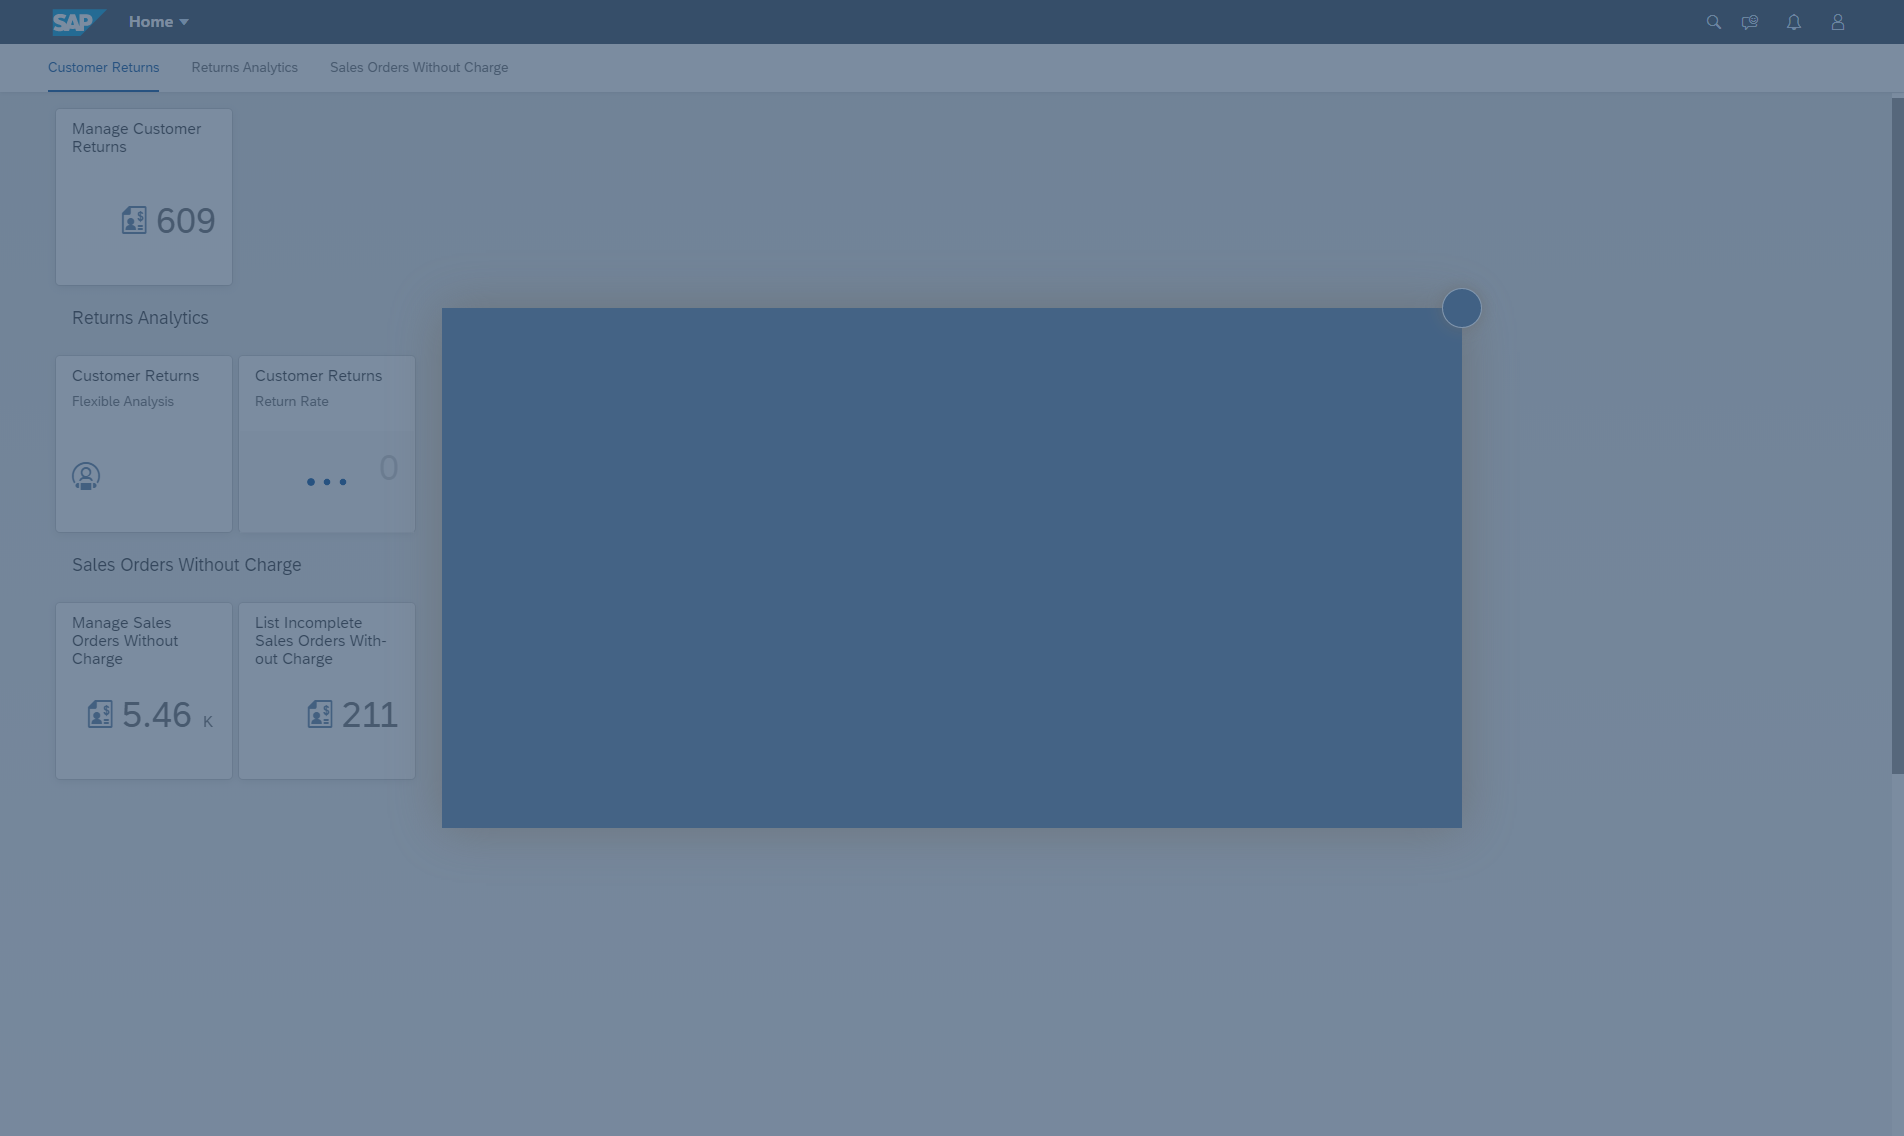 SAP
Home
Customer Returns
Returns Analytics
Sales Orders Without Charge
Manage Customer
Returns
609
Returns Analytics
Customer Returns
Flexible Analysis
Customer Returns
Return Rate
0
Sales Orders Without Charge
Manage Sales
Orders Without
Charge
5.46 K
List Incomplete
Sales Orders With-
out Charge
211